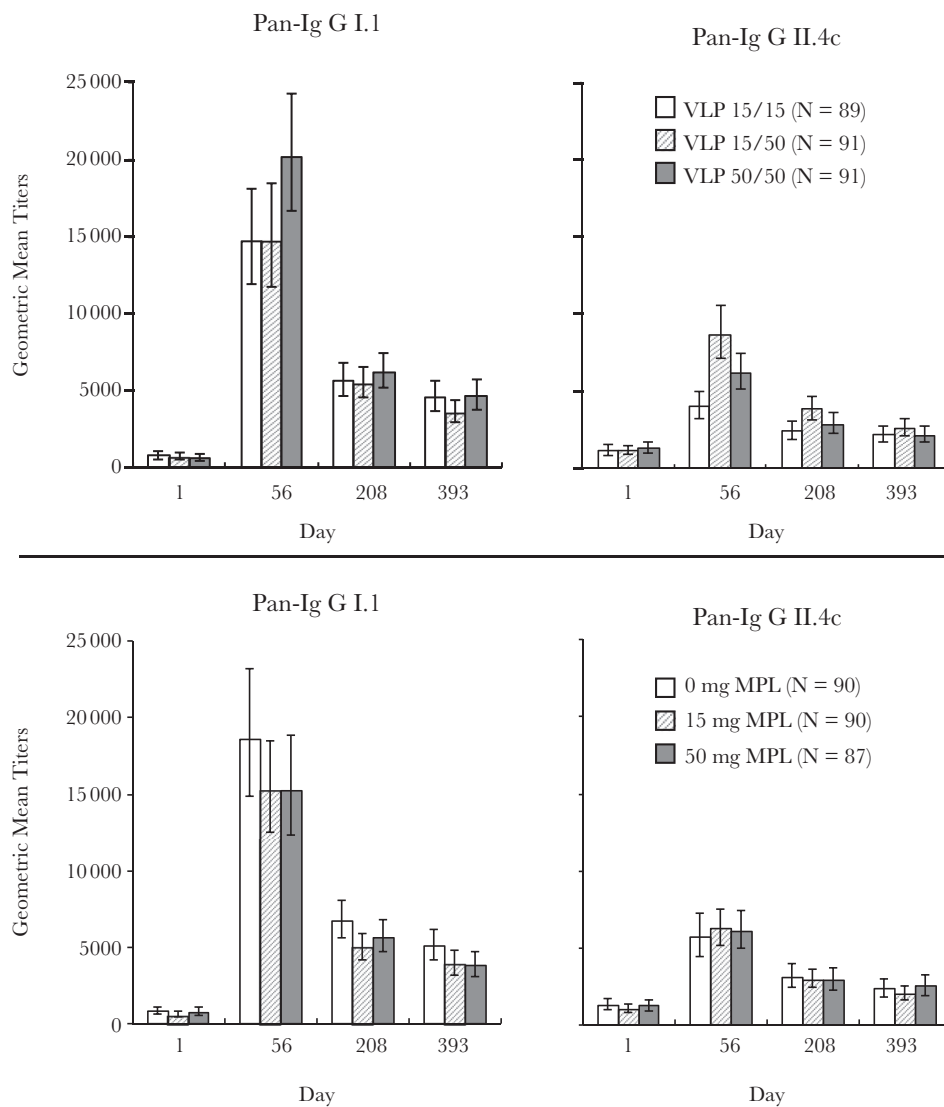 Pan-Ig G I.1
Geometric Mean Titers
25 000
20 000
15 000
10 000
5000
0
1 56 208 393
Day
Pan-Ig G II.4c
VLP 15/15 (N = 89)
VLP 15/50 (N = 91)
VLP 50/50 (N = 91)
1 56 208 393
Day
Pan-Ig G I.1
Geometric Mean Titers
25 000
20 000
15 000
10 000
5000
0
1 56 208 393
Day
Pan-Ig G II.4c
0 mg MPL (N = 90)
15 mg MPL (N = 90)
50 mg MPL (N = 87)
1 56 208 393
Day